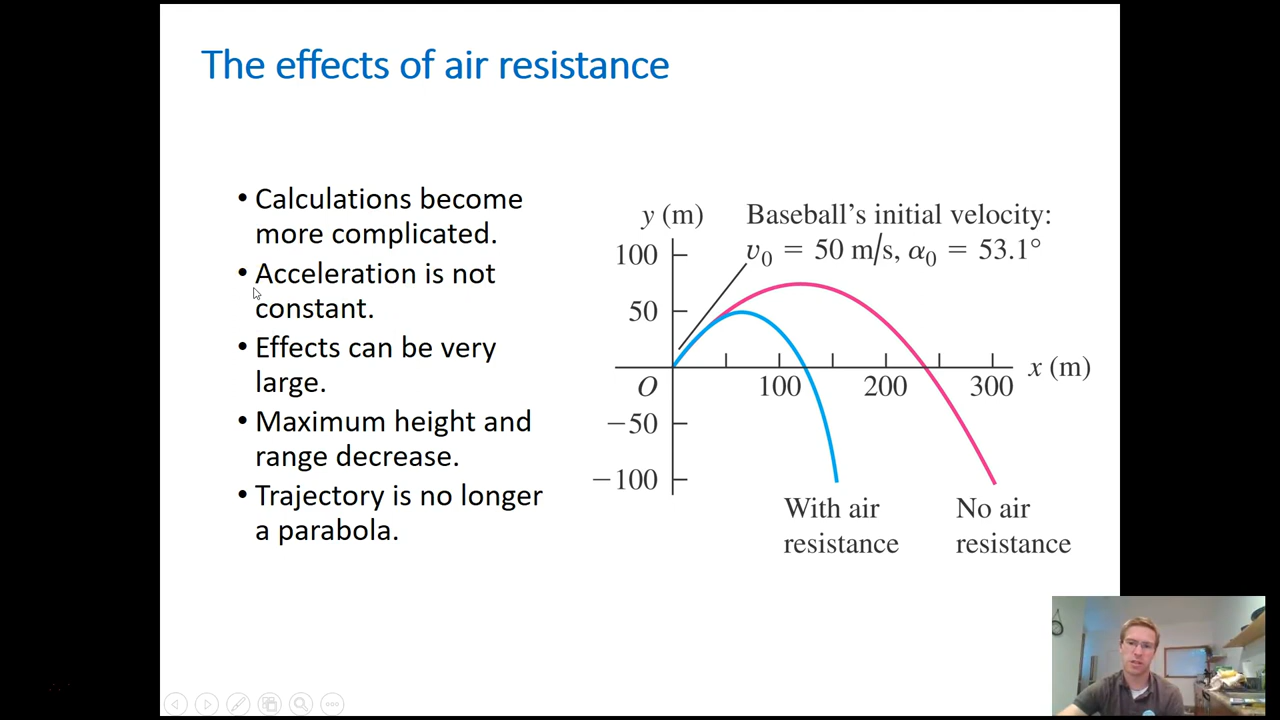 The effects of air resistance
• Calculations become
more complicated.
• Acceleration is not
constant.
• Effects can be very
large.
• Maximum height and
range decrease.
• Trajectory is no longer
a parabola.
y (m)
Baseball’s initial velocity:
v₀ = 50 m/s, α₀ = 53.1°
100
50
O
100
200
300
x (m)
−50
−100
With air
resistance
No air
resistance